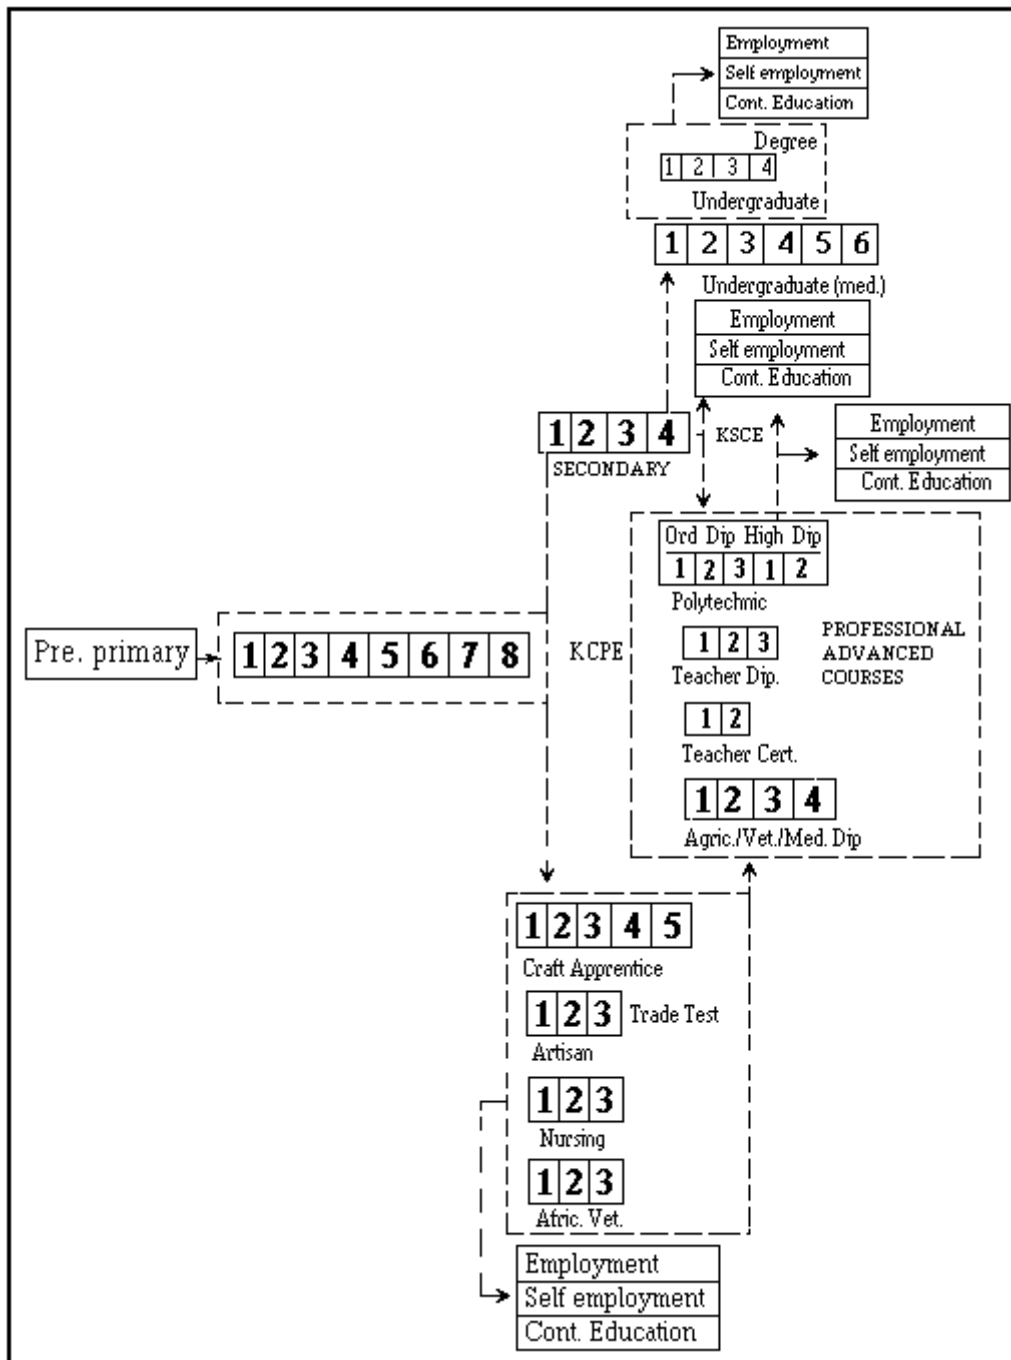 Employment
Self employment
Cont. Education
Degree
1 2 3 4
Undergraduate
1 2 3 4 5 6
Undergraduate (med.)
Employment
Self employment
Cont. Education
1 2 3 4
SECONDARY
KSCE
Employment
Self employment
Cont. Education
Ord Dip High Dip
1 2 3 1 2
Polytechnic
Pre. primary
1 2 3 4 5 6 7 8
KCPE
1 2 3
Teacher Dip.
PROFESSIONAL
ADVANCED
COURSES
1 2
Teacher Cert.
1 2 3 4
Agric./Vet./Med. Dip
1 2 3 4 5
Craft Apprentice
1 2 3 Trade Test
Artisan
1 2 3
Nursing
1 2 3
Afric. Vet.
Employment
Self employment
Cont. Education